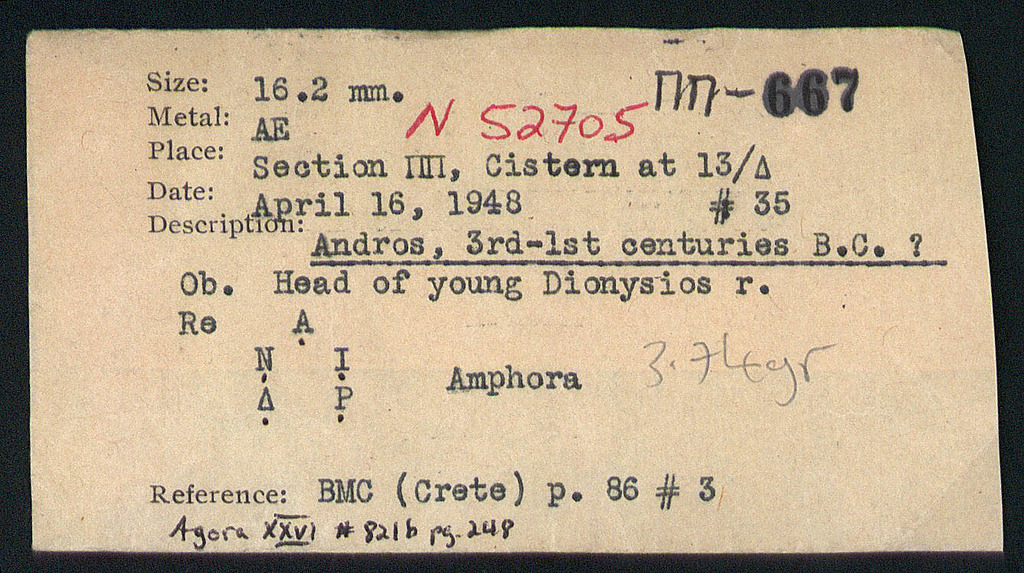 Size: 16.2 mm. ΠΠ-667
Metal: AE N 52705
Place: Section ΠΠ, Cistern at 13/Δ
Date: April 16, 1948 # 35
Description: Andros, 3rd-1st centuries B.C. ?
Ob. Head of young Dionysios r.
Re Ạ
Ṇ Ị
Δ̣ P̣
Amphora 3.74gr
Reference: BMC (Crete) p. 86 # 3
Agora XXVI # 821b pg. 248